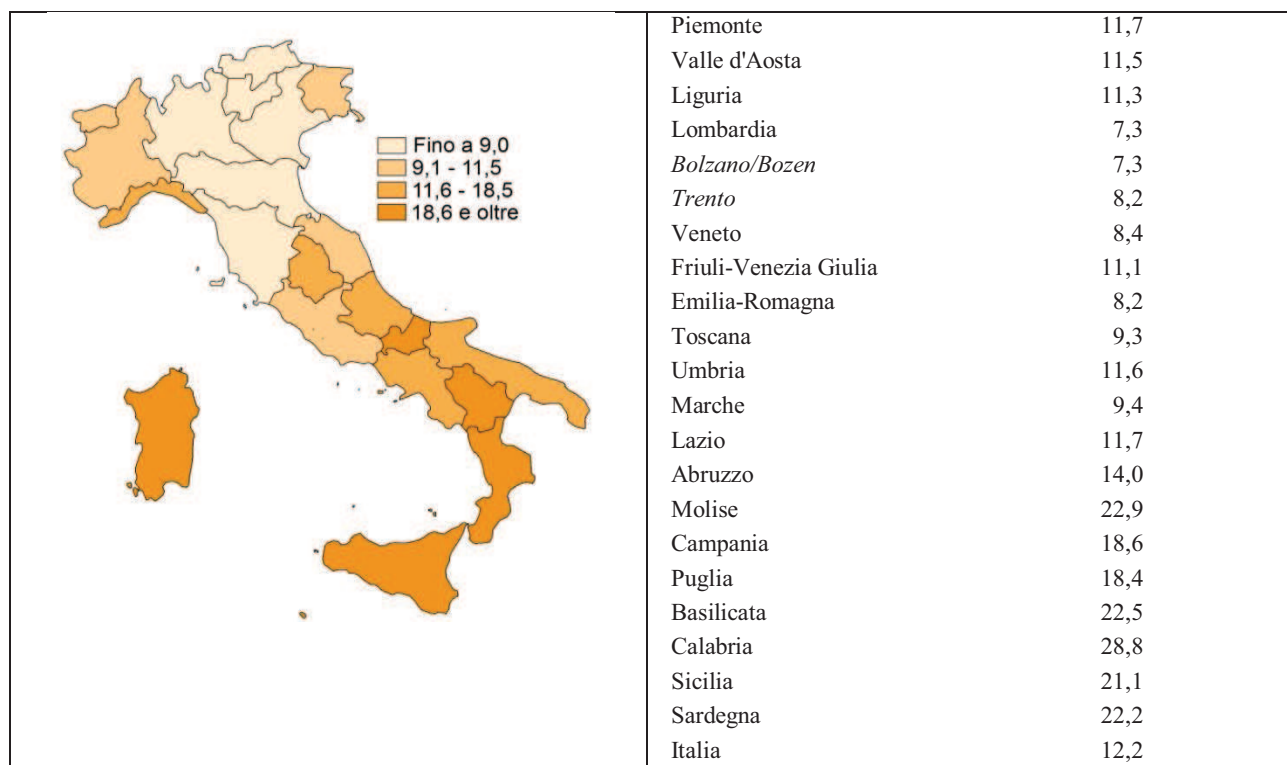 Fino a 9,0
9,1 - 11,5
11,6 - 18,5
18,6 e oltre
Piemonte 11,7
Valle d'Aosta 11,5
Liguria 11,3
Lombardia 7,3
Bolzano/Bozen 7,3
Trento 8,2
Veneto 8,4
Friuli-Venezia Giulia 11,1
Emilia-Romagna 8,2
Toscana 9,3
Umbria 11,6
Marche 9,4
Lazio 11,7
Abruzzo 14,0
Molise 22,9
Campania 18,6
Puglia 18,4
Basilicata 22,5
Calabria 28,8
Sicilia 21,1
Sardegna 22,2
Italia 12,2